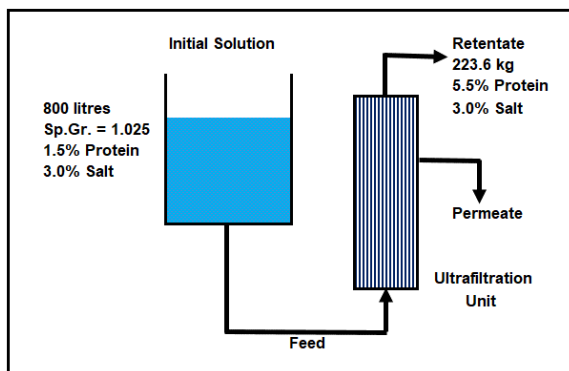 Initial Solution
800 litres
Sp.Gr. = 1.025
1.5% Protein
3.0% Salt
Retentate
223.6 kg
5.5% Protein
3.0% Salt
Permeate
Ultrafiltration
Unit
Feed